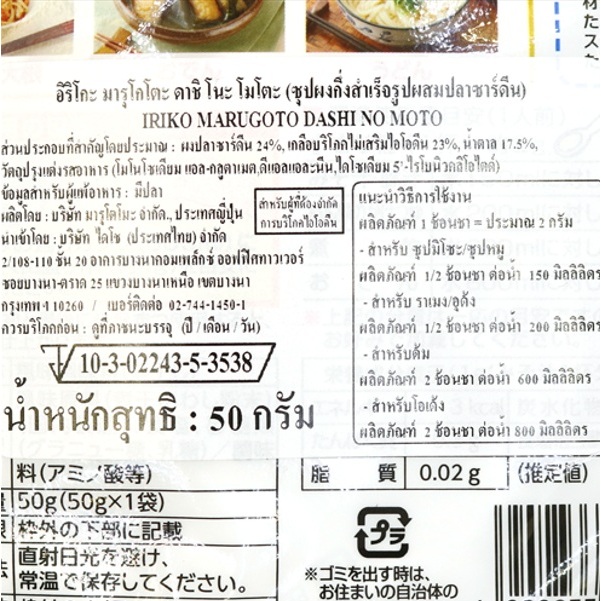 อิริโกะ มารุโกโตะ ดาชิ โนะ โมโตะ (ซุปผงกึ่งสำเร็จรูปผสมปลาซาร์ดีน)
IRIKO MARUGOTO DASHI NO MOTO
ส่วนประกอบที่สำคัญโดยประมาณ : ผงปลาซาร์ดีน 24%, เกลือบริโภคไม่เสริมไอโอดีน 23%, น้ำตาล 17.5%,
วัตถุปรุงแต่งรสอาหาร (โมโนโซเดียม แอล-กลูตาเมต,ดีแอลแอละนีน,ไดโซเดียม 5'-ไรโบนิวคลิโอไตด์)
ข้อมูลสำหรับผู้แพ้อาหาร : มีปลา
ผลิตโดย : บริษัท มารุโตโมะ จำกัด., ประเทศญี่ปุ่น
นำเข้าโดย : บริษัท ไดโซ (ประเทศไทย) จำกัด
2/108-110 ชั้น 20 อาคารบางนาคอมเพล็กซ์ ออฟฟิสทาวเวอร์
ซอยบางนา-ตราด 25 แขวงบางนาเหนือ เขตบางนา
กรุงเทพฯ 10260 / เบอร์ติดต่อ 02-744-1450-1
ควรบริโภคก่อน : ดูที่ภาชนะบรรจุ (ปี / เดือน / วัน)
สำหรับผู้ที่ต้องจำกัด
การบริโภคไอโอดีน
แนะนำวิธีการใช้งาน
ผลิตภัณฑ์ 1 ช้อนชา = ประมาณ 2 กรัม
- สำหรับ ซุปมิโซะ/ซุปหมู
ผลิตภัณฑ์ 1/2 ช้อนชา ต่อน้ำ 150 มิลลิลิตร
- สำหรับ ราเมง/อุด้ง
ผลิตภัณฑ์ 1/2 ช้อนชา ต่อน้ำ 200 มิลลิลิตร
- สำหรับต้ม
ผลิตภัณฑ์ 2 ช้อนชา ต่อน้ำ 600 มิลลิลิตร
- สำหรับโอเด้ง
ผลิตภัณฑ์ 2 ช้อนชา ต่อน้ำ 800 มิลลิลิตร
10-3-02243-5-3538
น้ำหนักสุทธิ : 50 กรัม
料(アミノ酸等)
50g(50g×1袋)
枠外の下部に記載
直射日光を避け、
常温で保存してください。
脂 質 0.02g (推定値)
プラ
※ゴミを出す時は、
お住まいの自治体の